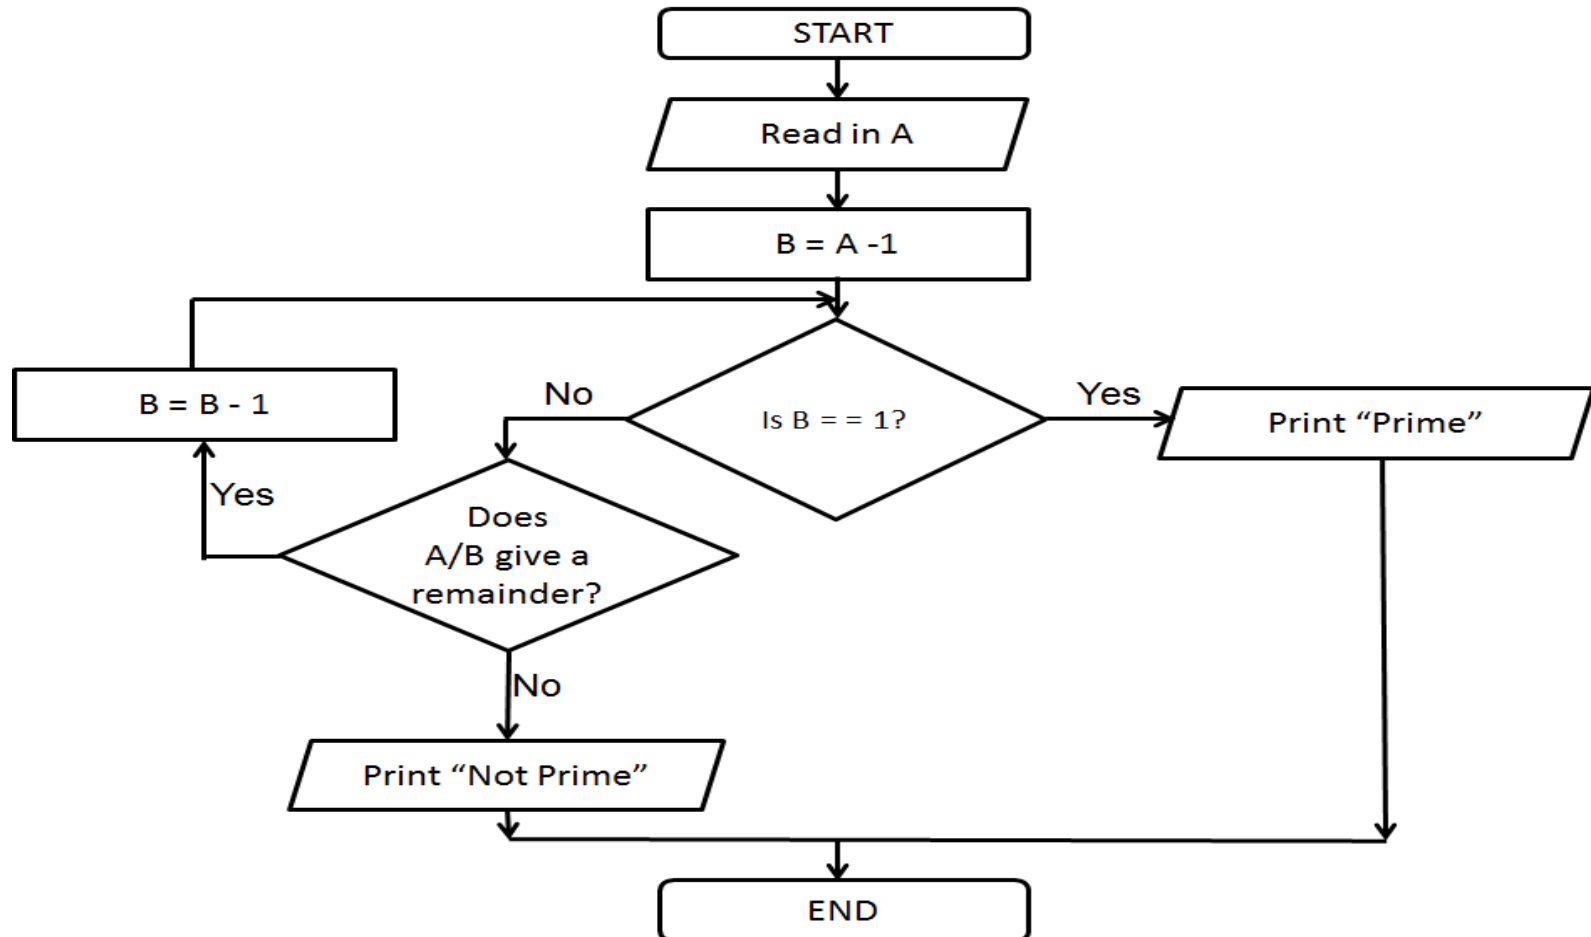 START
Read in A
B = A -1
No
Yes
B = B - 1
Is B = = 1?
Print “Prime”
Yes
Does
A/B give a
remainder?
No
Print “Not Prime”
END